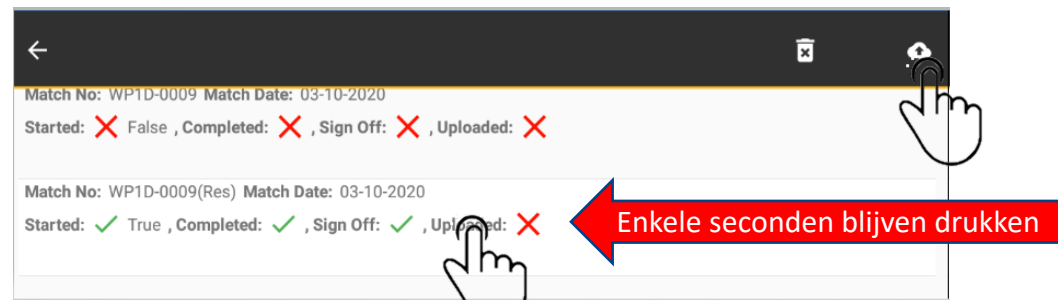 Match No: WP1D-0009 Match Date: 03-10-2020
Started: False , Completed: , Sign Off: , Uploaded:
Match No: WP1D-0009(Res) Match Date: 03-10-2020
Started: True , Completed: , Sign Off: , Uploaded:
Enkele seconden blijven drukken